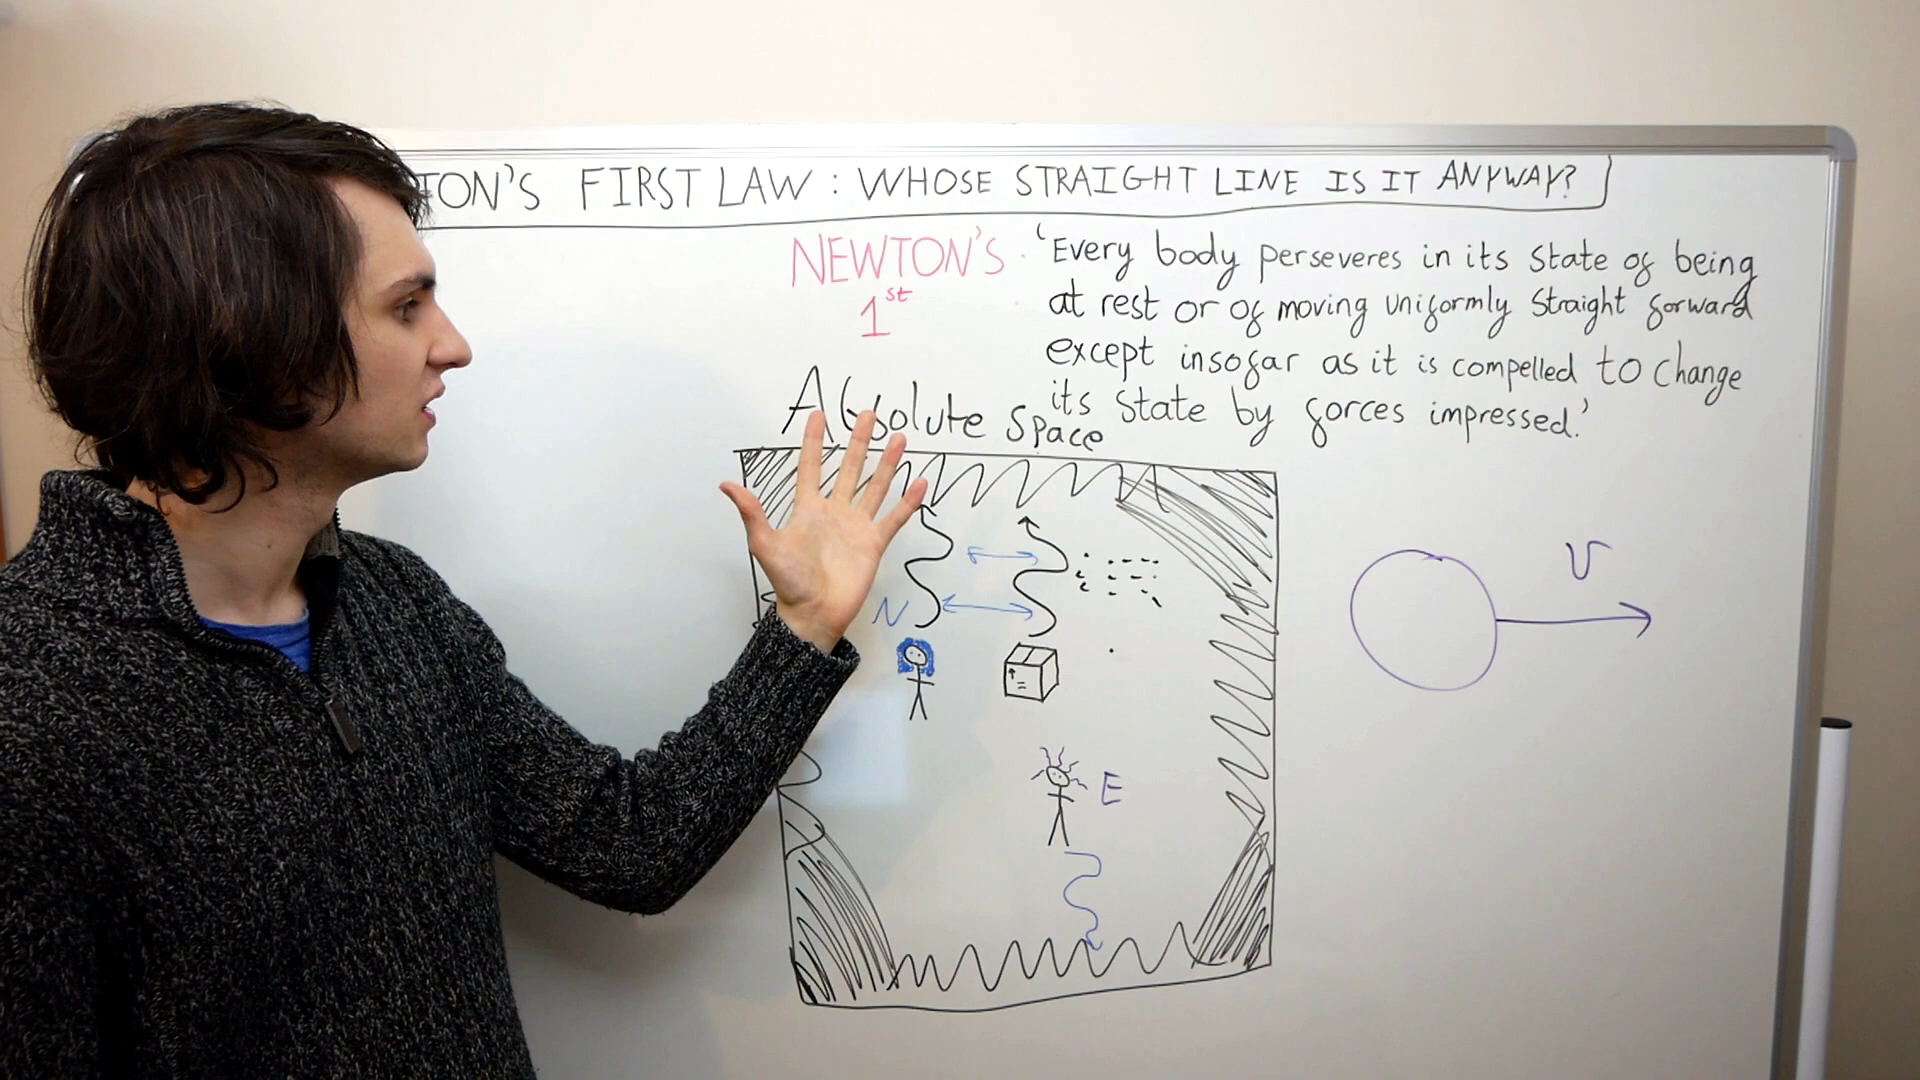 TON'S FIRST LAW : WHOSE STRAIGHT LINE IS IT ANYWAY?
NEWTON'S
1st
'Every body perseveres in its state of being
at rest or of moving uniformly straight forward
except insofar as it is compelled to change
its state by forces impressed.'
Absolute space
N
E
v